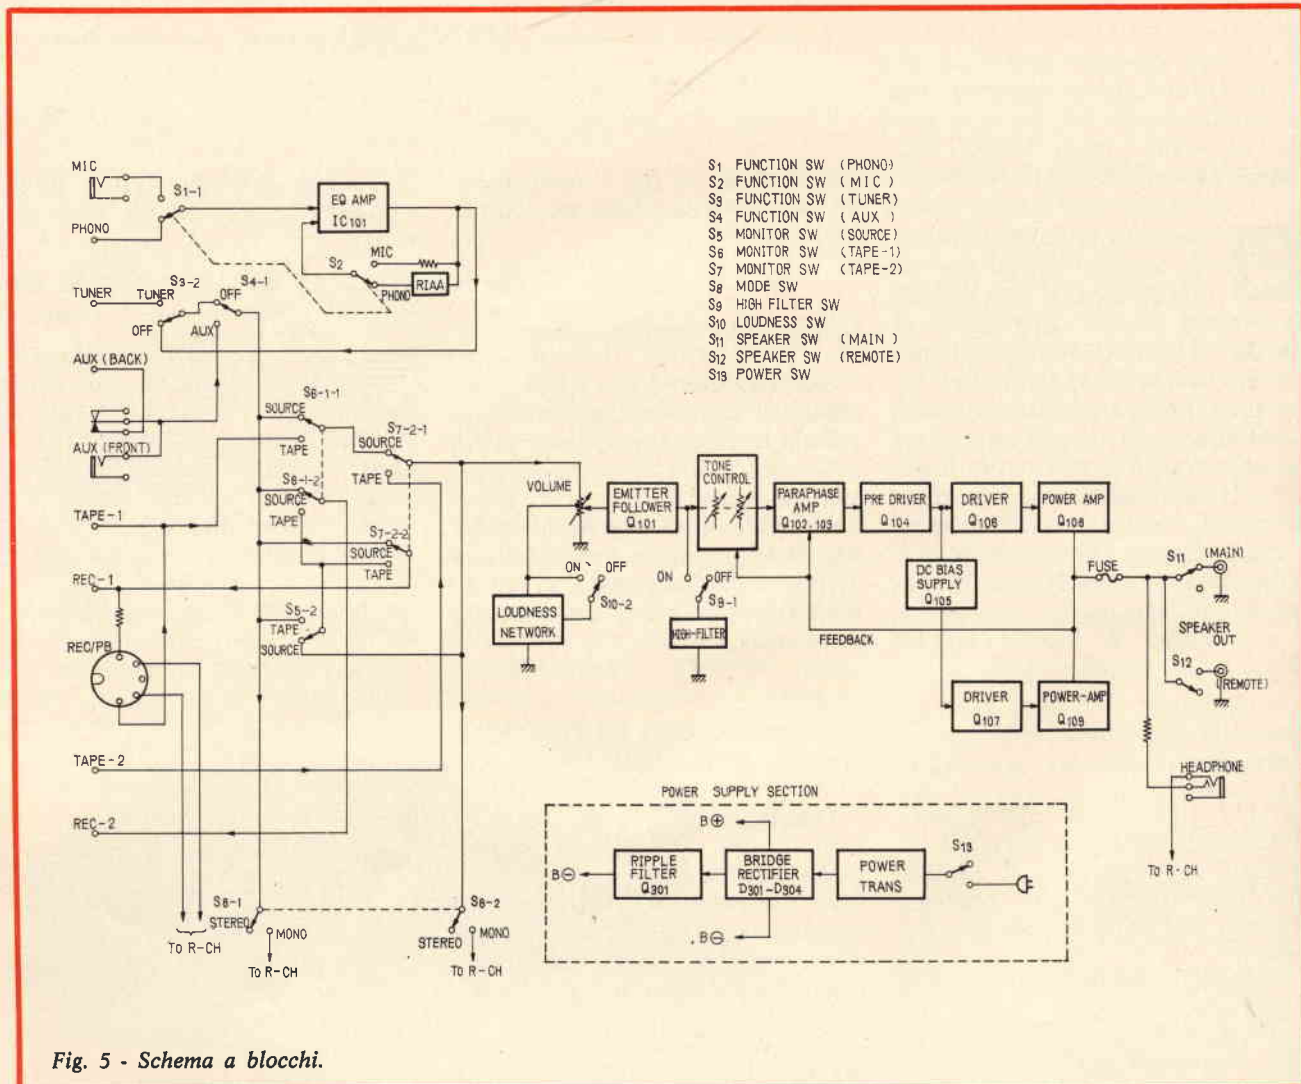 MIC
S1-1
PHONO
EQ AMP
IC101
MIC
S2
RIAA
PHONO
S1 FUNCTION SW (PHONO)
S2 FUNCTION SW (MIC)
S3 FUNCTION SW (TUNER)
S4 FUNCTION SW (AUX)
S5 MONITOR SW (SOURCE)
S6 MONITOR SW (TAPE-1)
S7 MONITOR SW (TAPE-2)
S8 MODE SW
S9 HIGH FILTER SW
S10 LOUDNESS SW
S11 SPEAKER SW (MAIN)
S12 SPEAKER SW (REMOTE)
S13 POWER SW
TUNER
TUNER
S3-2
S4-1
OFF
OFF
AUX
AUX (BACK)
AUX (FRONT)
S6-1-1
SOURCE
TAPE
S7-2-1
SOURCE
TAPE
S6-1-2
SOURCE
TAPE
S7-2-2
SOURCE
TAPE
TAPE-1
REC-1
S5-2
TAPE
SOURCE
REC/PB
TAPE-2
REC-2
VOLUME
EMITTER
FOLLOWER
Q101
TONE
CONTROL
PARAPHASE
AMP
Q102,103
PRE DRIVER
Q104
DRIVER
Q106
POWER AMP
Q108
ON
OFF
S10-2
LOUDNESS
NETWORK
ON
OFF
S9-1
HIGH-FILTER
DC BIAS
SUPPLY
Q105
FEEDBACK
FUSE
S11
(MAIN)
SPEAKER
OUT
S12
(REMOTE)
DRIVER
Q107
POWER-AMP
Q109
HEADPHONE
TO R-CH
POWER SUPPLY SECTION
B⊕
B⊖
RIPPLE
FILTER
Q301
BRIDGE
RECTIFIER
D301-D304
POWER
TRANS
S13
B⊖
TO R-CH
S8-1
STEREO
MONO
TO R-CH
S8-2
STEREO
MONO
TO R-CH
Fig. 5 - Schema a blocchi.